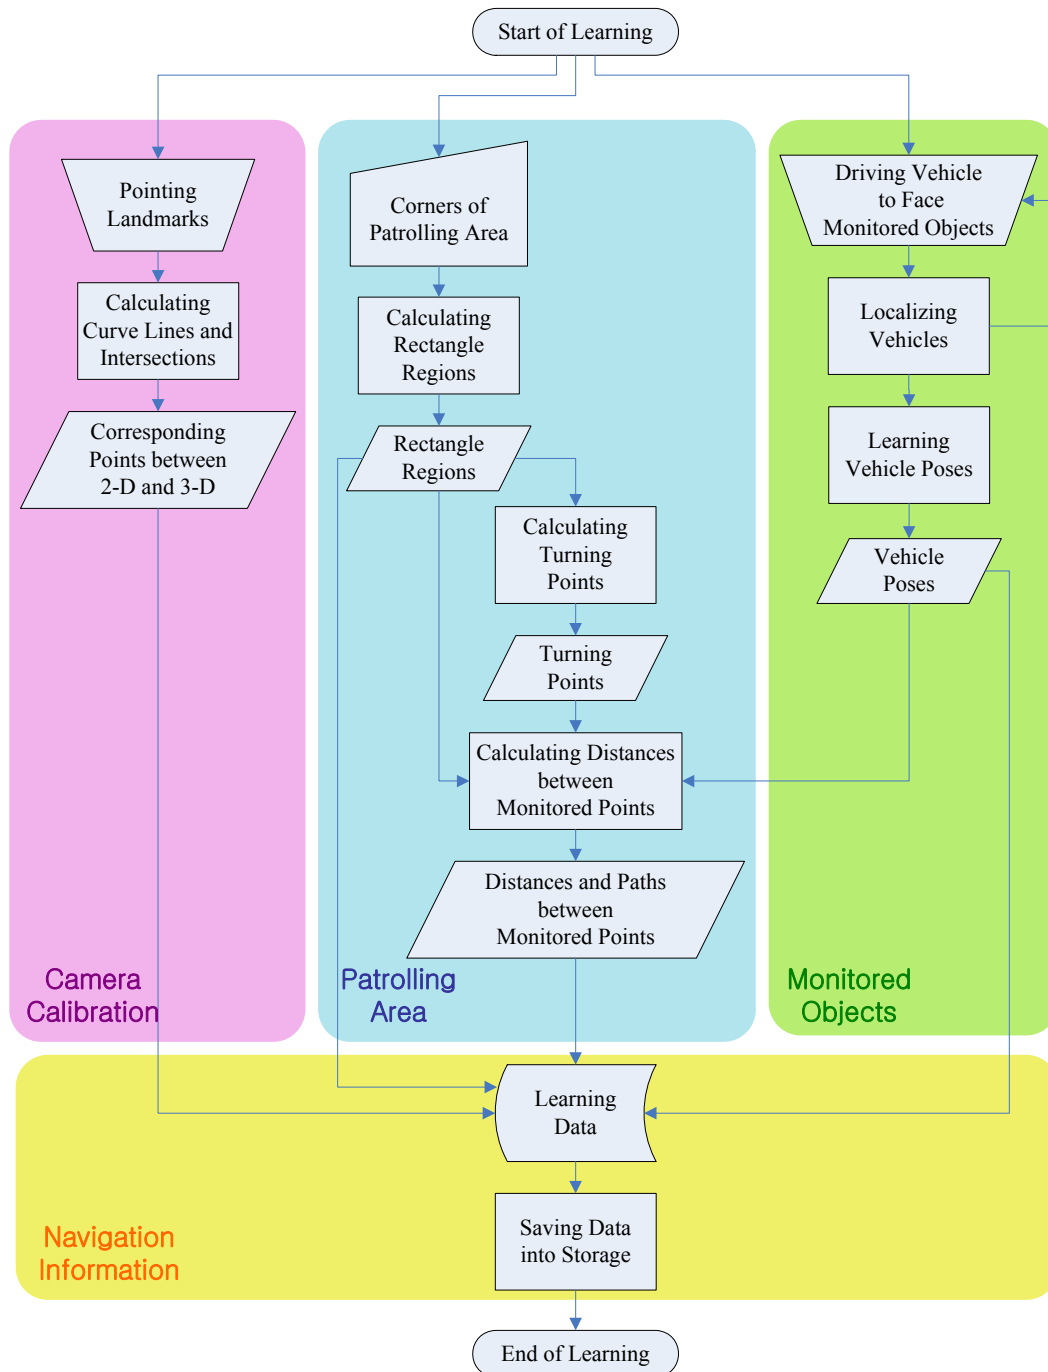 Start of Learning
Pointing
Landmarks
Calculating
Curve Lines and
Intersections
Corresponding
Points between
2-D and 3-D
Camera
Calibration
Corners of
Patrolling Area
Calculating
Rectangle
Regions
Rectangle
Regions
Calculating
Turning
Points
Turning
Points
Calculating Distances
between
Monitored Points
Distances and Paths
between
Monitored Points
Patrolling
Area
Driving Vehicle
to Face
Monitored Objects
Localizing
Vehicles
Learning
Vehicle Poses
Vehicle
Poses
Monitored
Objects
Learning
Data
Saving Data
into Storage
Navigation
Information
End of Learning